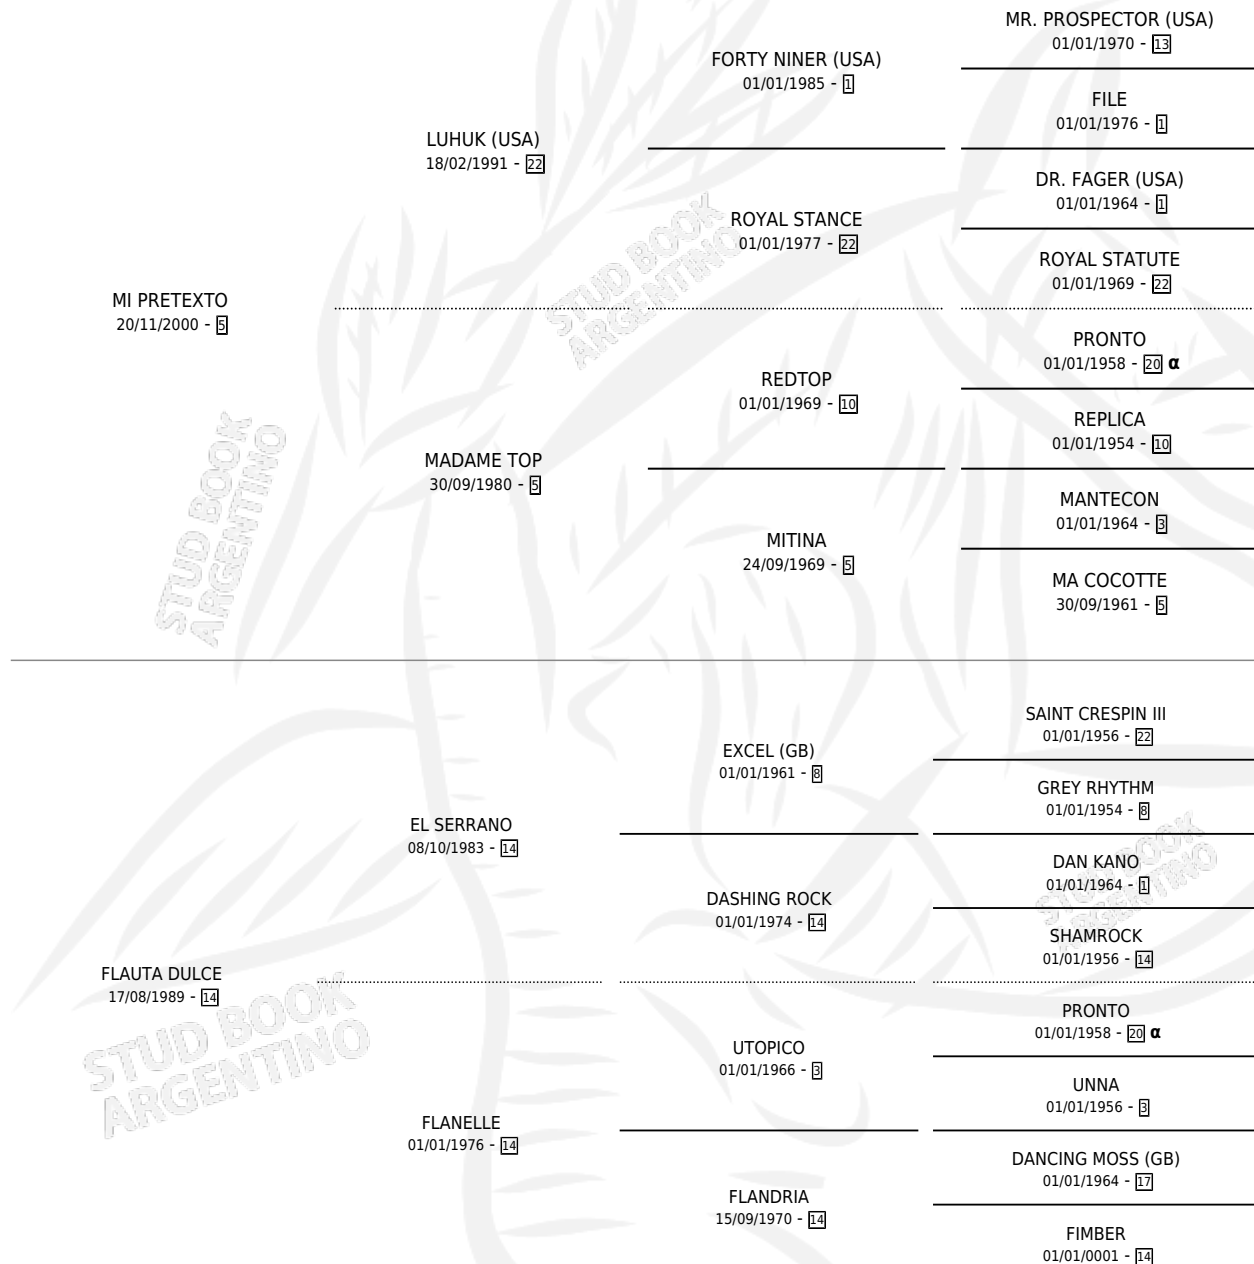 MR. PROSPECTOR (USA)
01/01/1970 - 13
FORTY NINER (USA)
01/01/1985 - 1
FILE
01/01/1976 - 1
LUHUK (USA)
18/02/1991 - 22
DR. FAGER (USA)
01/01/1964 - 1
ROYAL STANCE
01/01/1977 - 22
ROYAL STATUTE
01/01/1969 - 22
MI PRETEXTO
20/11/2000 - 5
PRONTO
01/01/1958 - 20 α
REDTOP
01/01/1969 - 10
REPLICA
01/01/1954 - 10
MADAME TOP
30/09/1980 - 5
MANTECON
01/01/1964 - 3
MITINA
24/09/1969 - 5
MA COCOTTE
30/09/1961 - 5
SAINT CRESPIN III
01/01/1956 - 22
EXCEL (GB)
01/01/1961 - 8
GREY RHYTHM
01/01/1954 - 8
EL SERRANO
08/10/1983 - 14
DAN KANO
01/01/1964 - 1
DASHING ROCK
01/01/1974 - 14
SHAMROCK
01/01/1956 - 14
FLAUTA DULCE
17/08/1989 - 14
PRONTO
01/01/1958 - 20 α
UTOPICO
01/01/1966 - 3
UNNA
01/01/1956 - 3
FLANELLE
01/01/1976 - 14
DANCING MOSS (GB)
01/01/1964 - 17
FLANDRIA
15/09/1970 - 14
FIMBER
01/01/0001 - 14
STUD BOOK
ARGENTINO
STUD BOOK
ARGENTINO
STUD BOOK
ARGENTINO
STUD BOOK
ARGENTINO